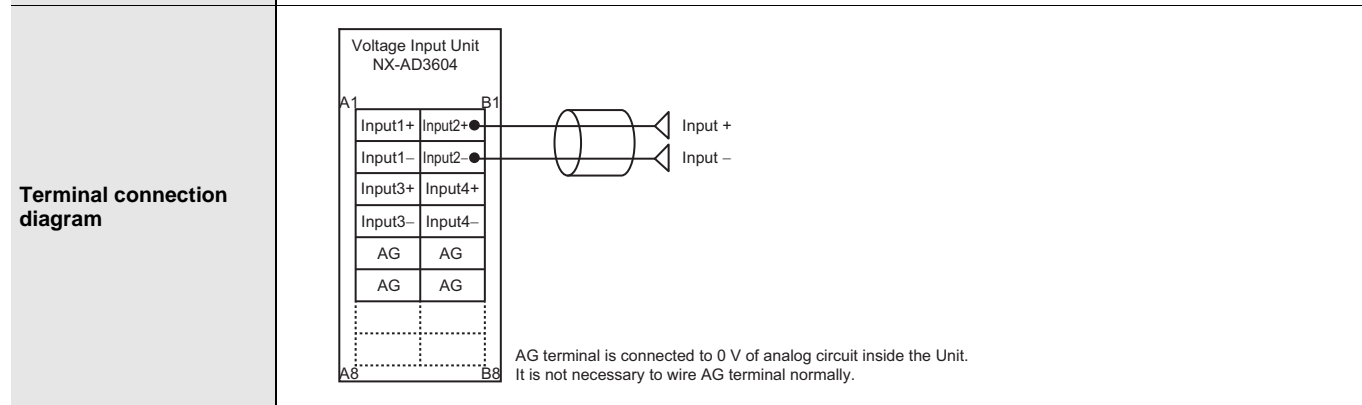 Terminal connection
diagram
Voltage Input Unit
NX-AD3604
A1 B1
Input1+ Input2+ Input +
Input1– Input2– Input –
Input3+ Input4+
Input3– Input4–
AG AG
AG AG
A8 B8
AG terminal is connected to 0 V of analog circuit inside the Unit.
It is not necessary to wire AG terminal normally.